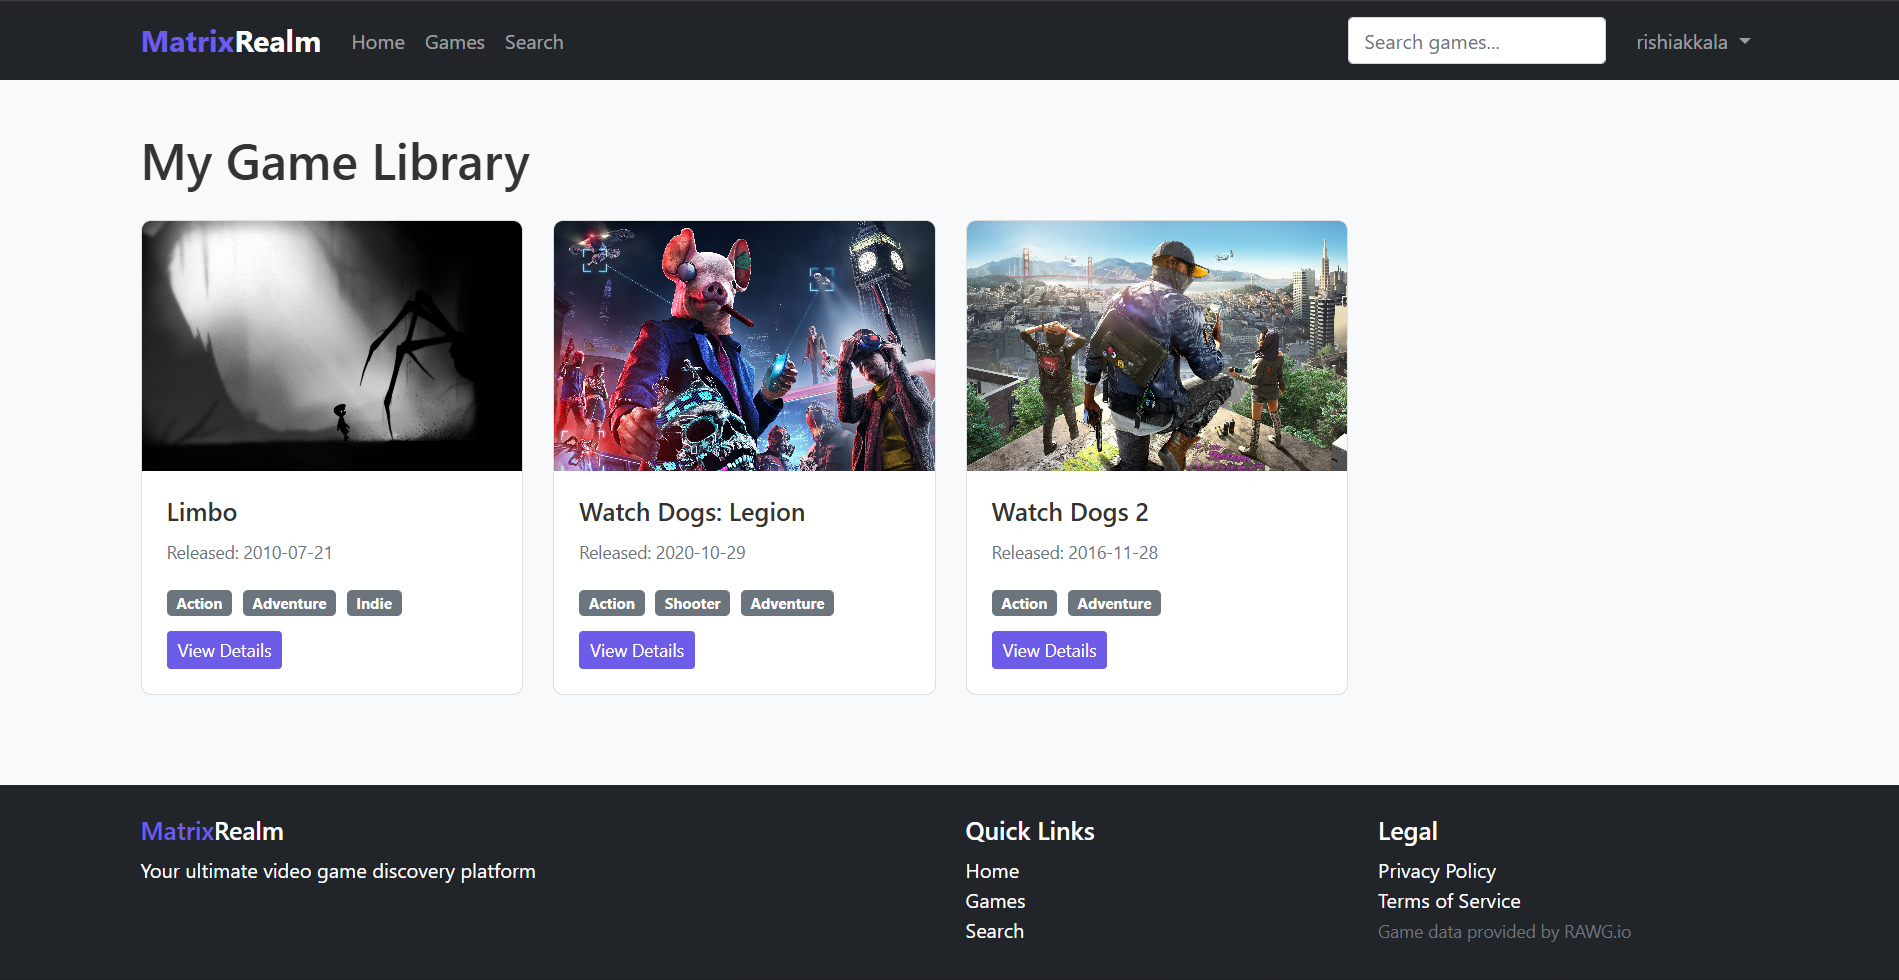 MatrixRealm Home Games Search Search games... rishiakkala
My Game Library
Limbo
Released: 2010-07-21
Action Adventure Indie
View Details
Watch Dogs: Legion
Released: 2020-10-29
Action Shooter Adventure
View Details
Watch Dogs 2
Released: 2016-11-28
Action Adventure
View Details
MatrixRealm
Your ultimate video game discovery platform
Quick Links
Home
Games
Search
Legal
Privacy Policy
Terms of Service
Game data provided by RAWG.io